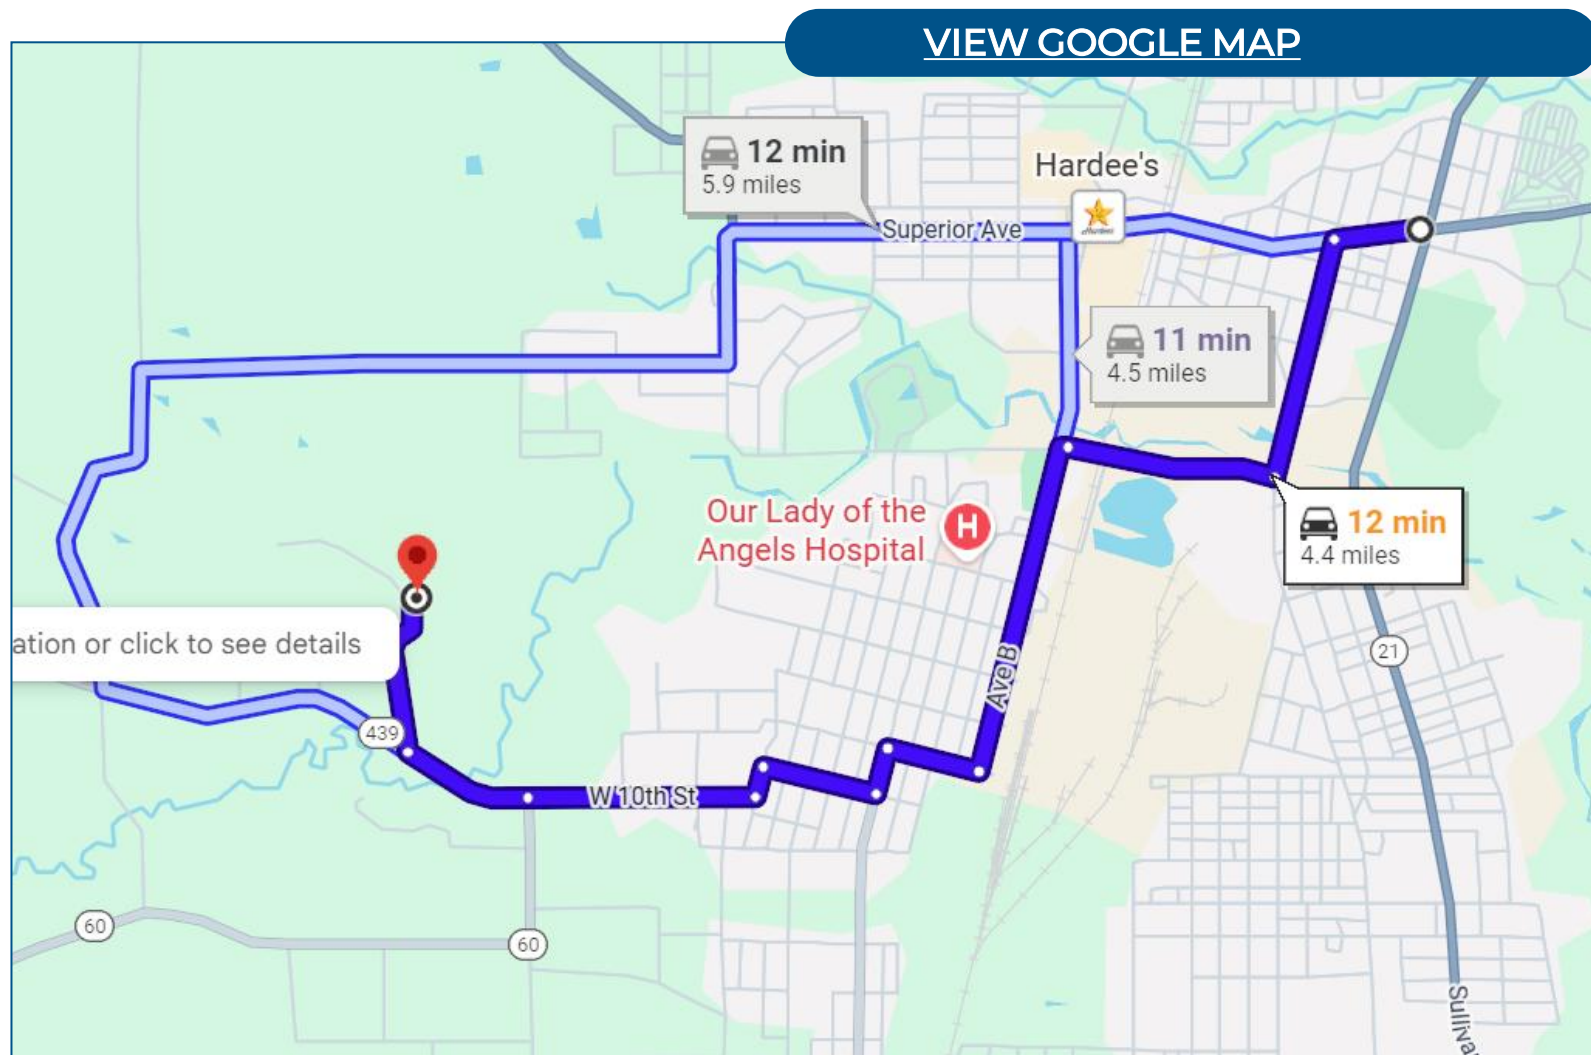 VIEW GOOGLE MAP
12 min
5.9 miles
Hardee's
Hardees
Superior Ave
11 min
4.5 miles
Our Lady of the
Angels Hospital
H
12 min
4.4 miles
ation or click to see details
21
Ave B
439
W 10th St
60
60
Sulliva